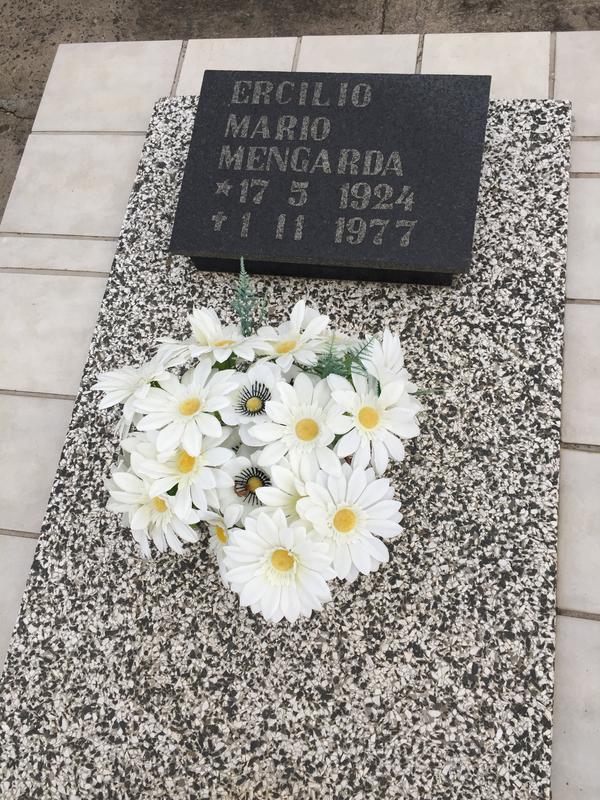 ERCILIO
MARIO
MENGARDA
*17 5 1924
✝1 11 1977